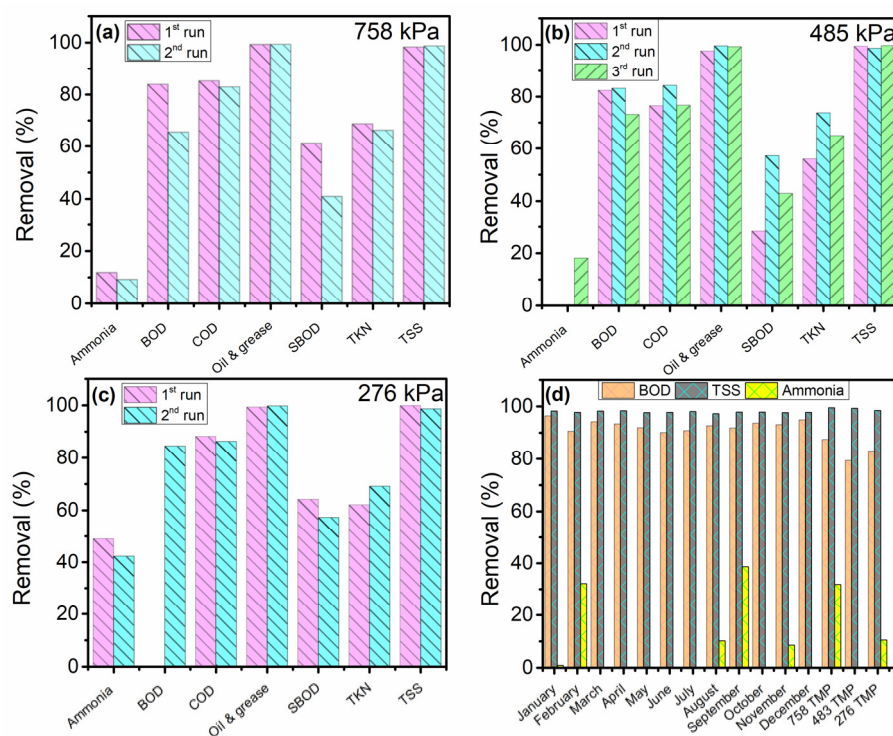 (a)
758 kPa
1st run
2nd run
Removal (%)
100
80
60
40
20
0
Ammonia
BOD
COD
Oil & grease
SBOD
TKN
TSS
(b)
485 kPa
1st run
2nd run
3rd run
Removal (%)
100
80
60
40
20
0
Ammonia
BOD
COD
Oil & grease
SBOD
TKN
TSS
(c)
276 kPa
1st run
2nd run
Removal (%)
100
80
60
40
20
0
Ammonia
BOD
COD
Oil & grease
SBOD
TKN
TSS
(d)
BOD
TSS
Ammonia
Removal (%)
100
80
60
40
20
0
January
February
March
April
May
June
July
August
September
October
November
December
758 TMP
483 TMP
276 TMP